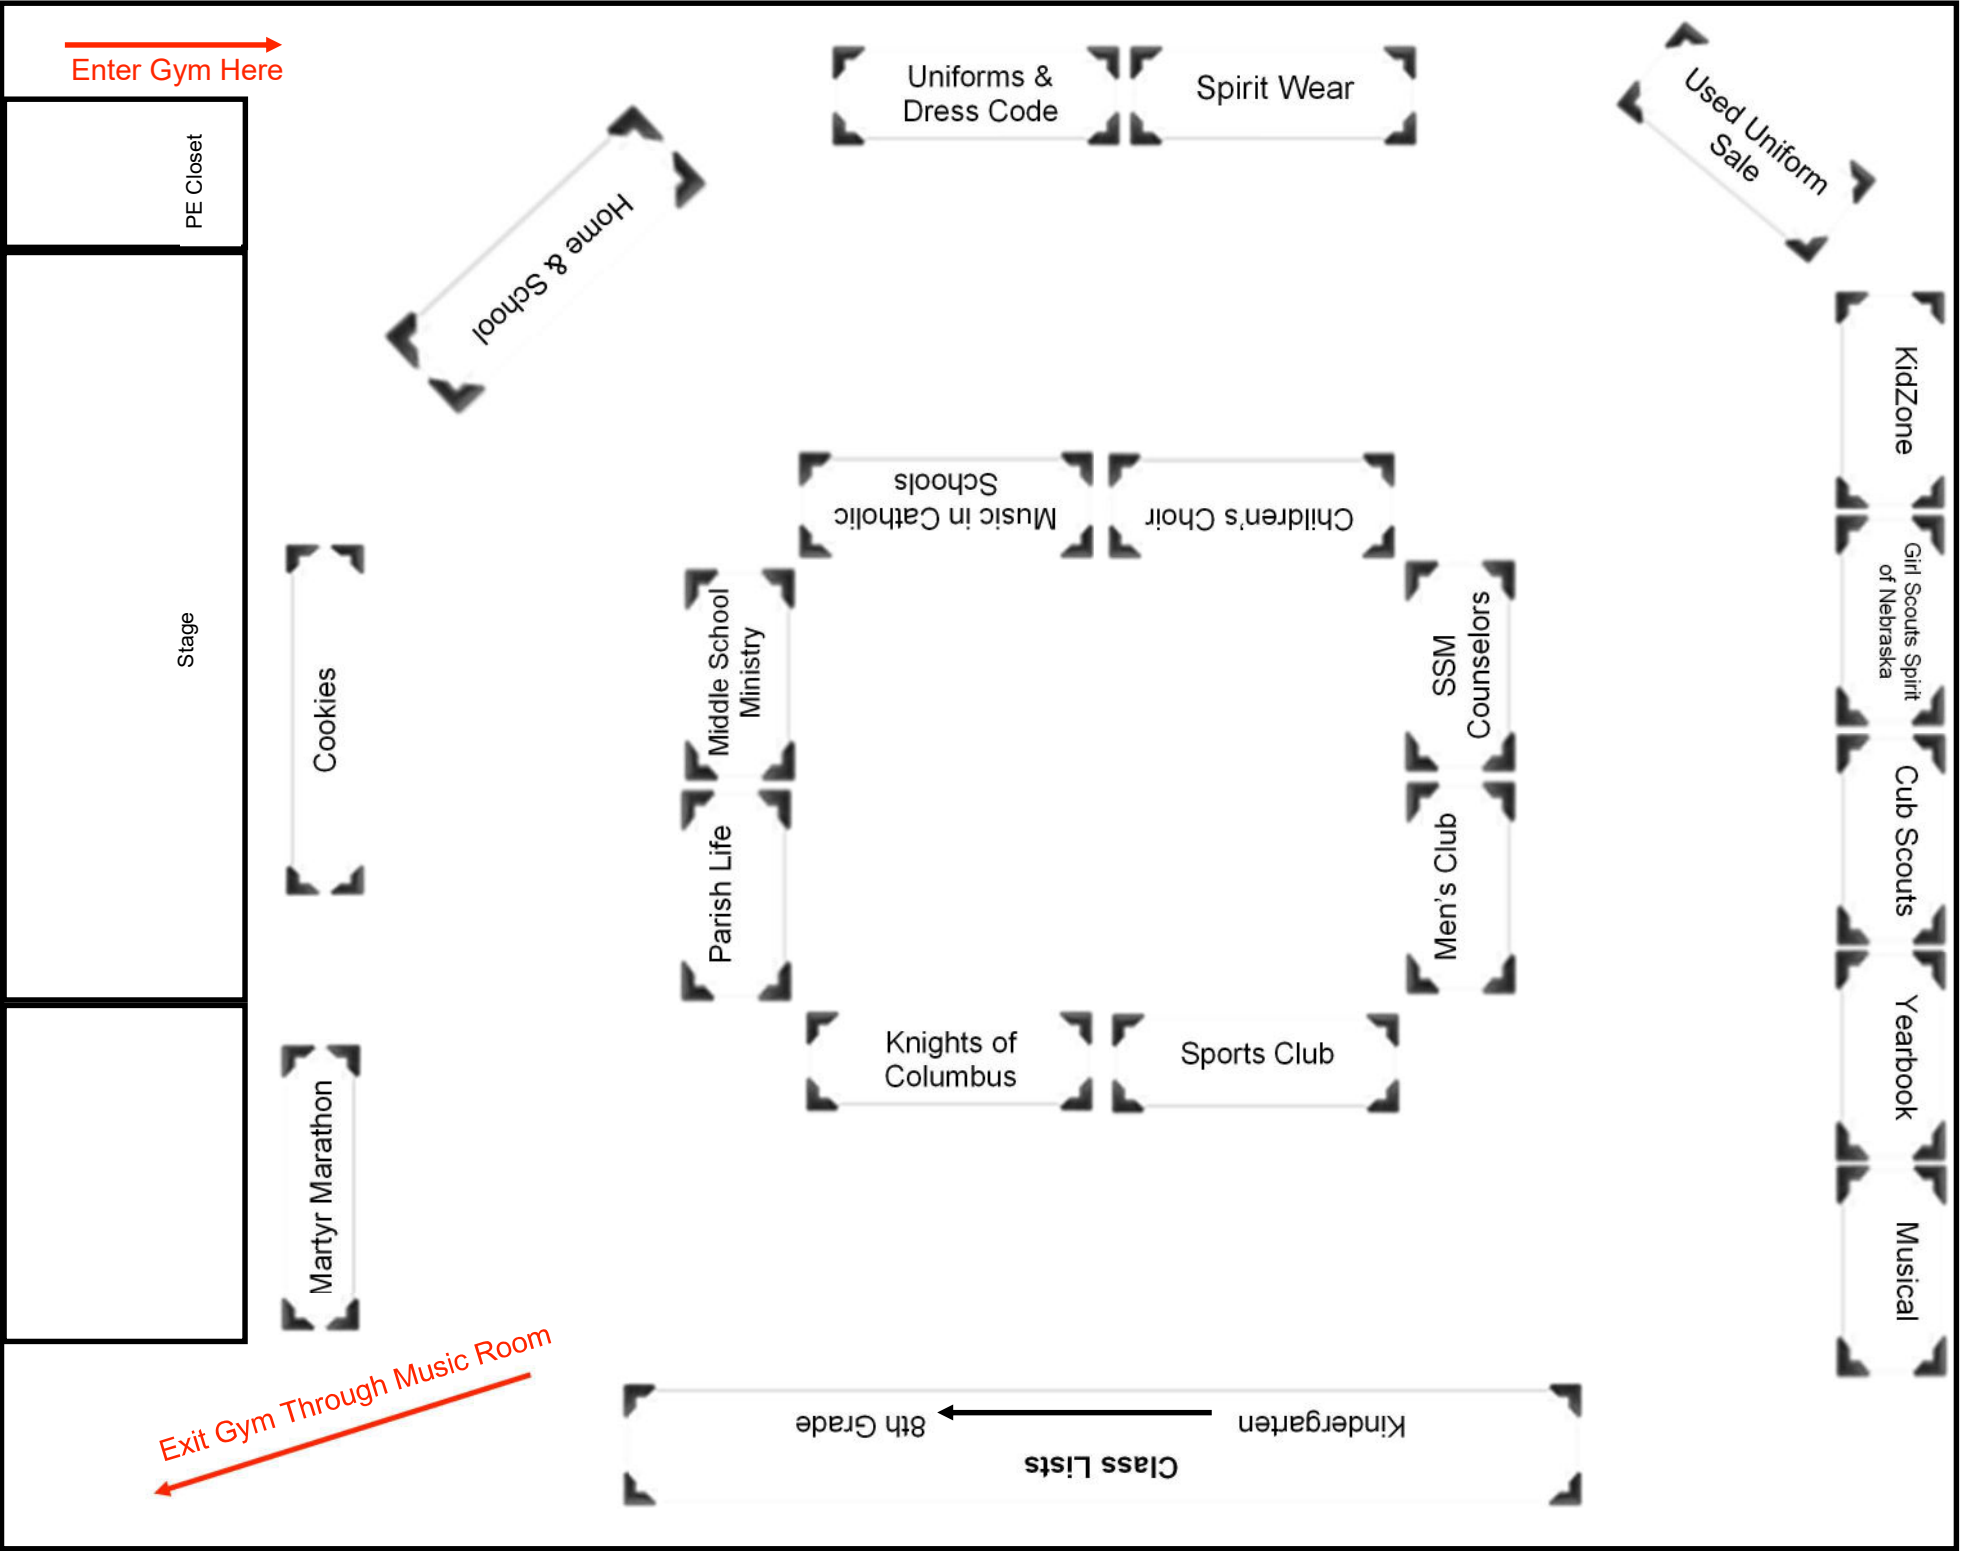 Enter Gym Here
PE Closet
Stage
Home & School
Uniforms &
Dress Code
Spirit Wear
Used Uniform
Sale
KidZone
Girl Scouts Spirit
of Nebraska
Cub Scouts
Yearbook
Musical
Music in Catholic
Schools
Children's Choir
Middle School
Ministry
Parish Life
SSM
Counselors
Men's Club
Knights of
Columbus
Sports Club
Cookies
Martyr Marathon
Exit Gym Through Music Room
Class Lists
Kindergarten
8th Grade